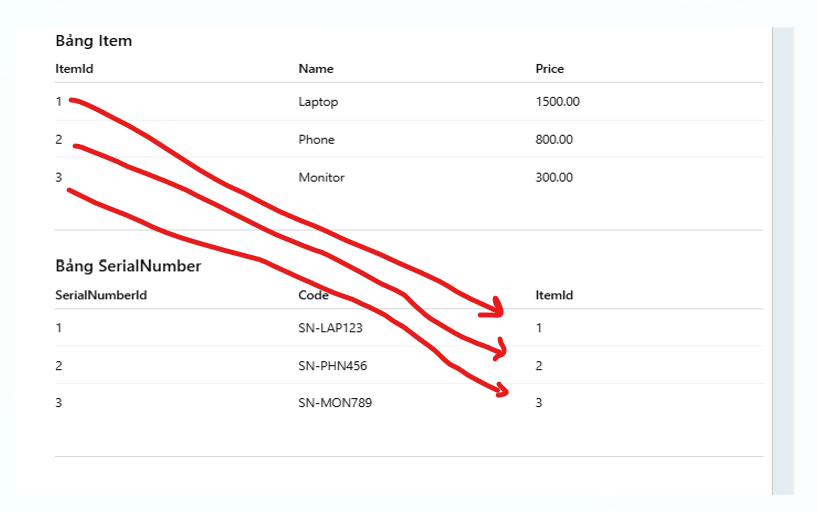 Bảng Item
ItemId Name Price
1 Laptop 1500.00
2 Phone 800.00
3 Monitor 300.00
Bảng SerialNumber
SerialNumberId Code ItemId
1 SN-LAP123 1
2 SN-PHN456 2
3 SN-MON789 3